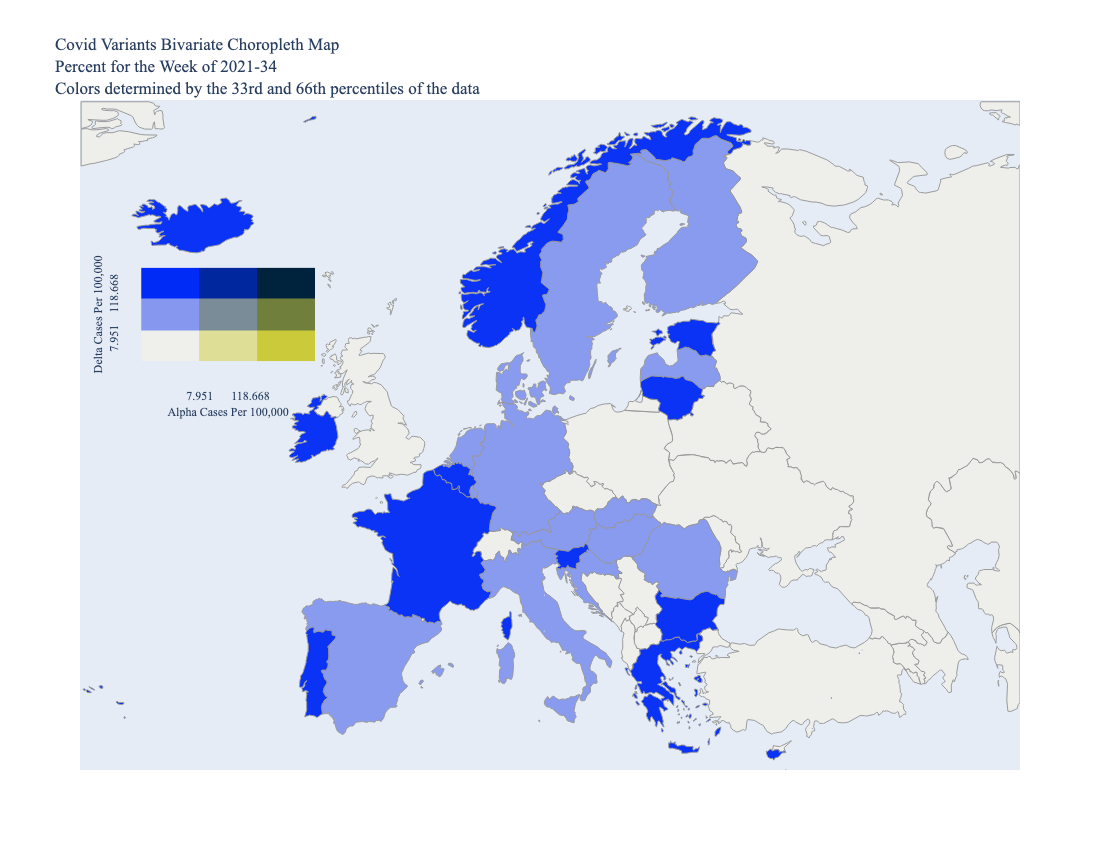 Covid Variants Bivariate Choropleth Map
Percent for the Week of 2021-34
Colors determined by the 33rd and 66th percentiles of the data
Delta Cases Per 100,000
7.951 118.668
7.951 118.668
Alpha Cases Per 100,000